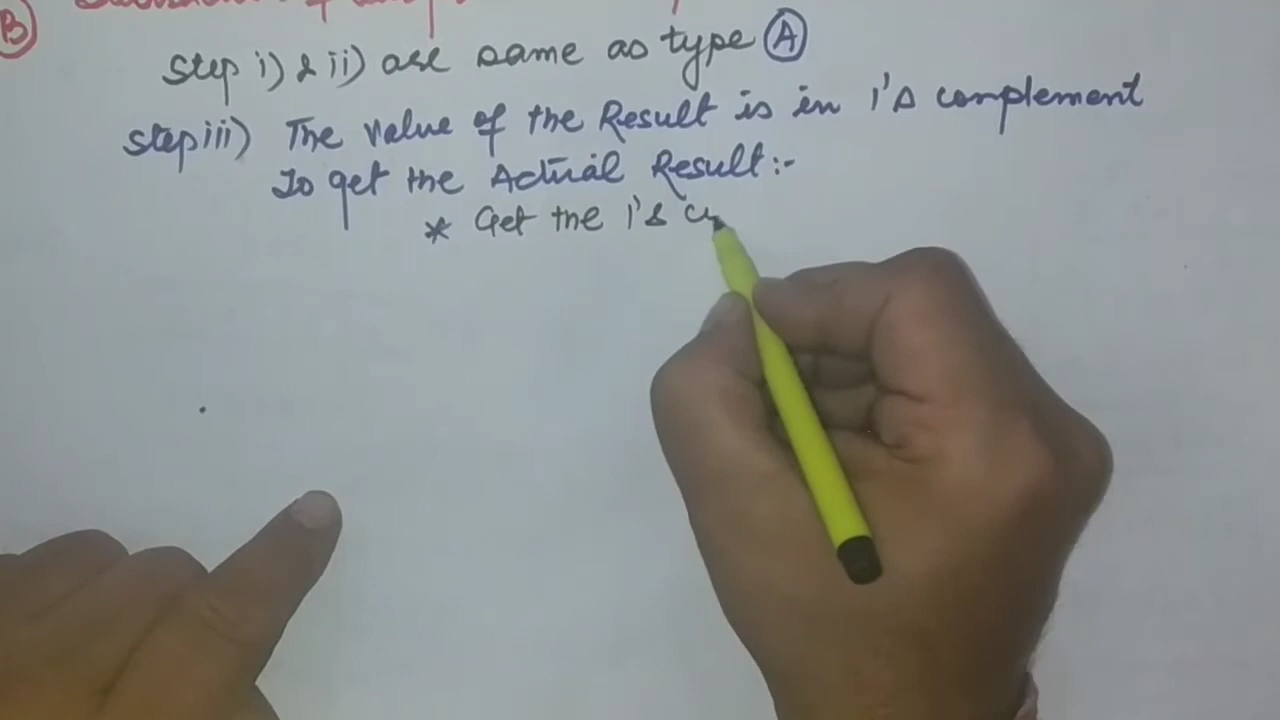 B
Step i) & ii) are same as type A
Step iii) The value of the Result is in 1's complement
To get the Actual Result:-
* Get the 1's